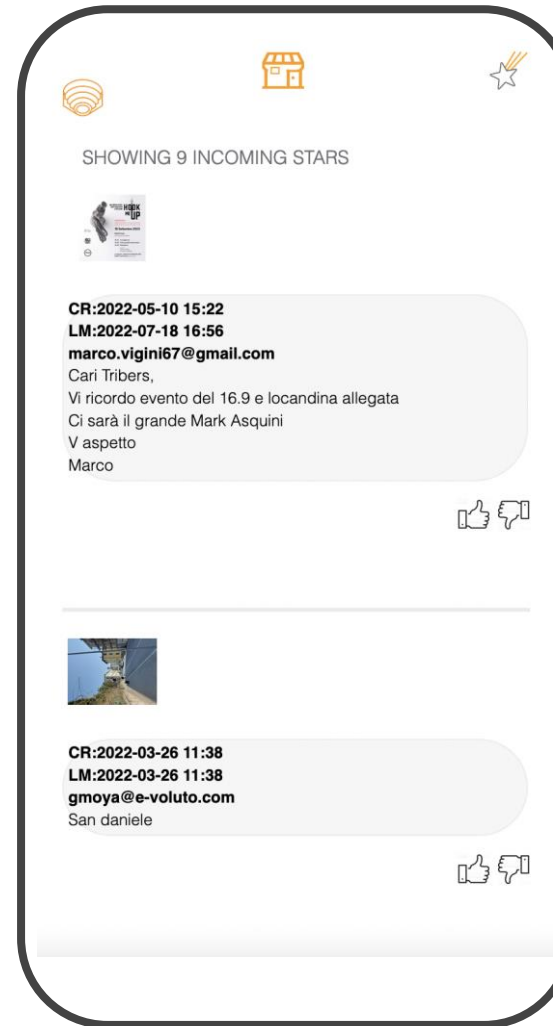 SHOWING 9 INCOMING STARS
HOOK
UP
CR:2022-05-10 15:22
LM:2022-07-18 16:56
marco.vigini67@gmail.com
Cari Tribers,
Vi ricordo evento del 16.9 e locandina allegata
Ci sarà il grande Mark Asquini
V aspetto
Marco
CR:2022-03-26 11:38
LM:2022-03-26 11:38
gmoya@e-voluto.com
San daniele